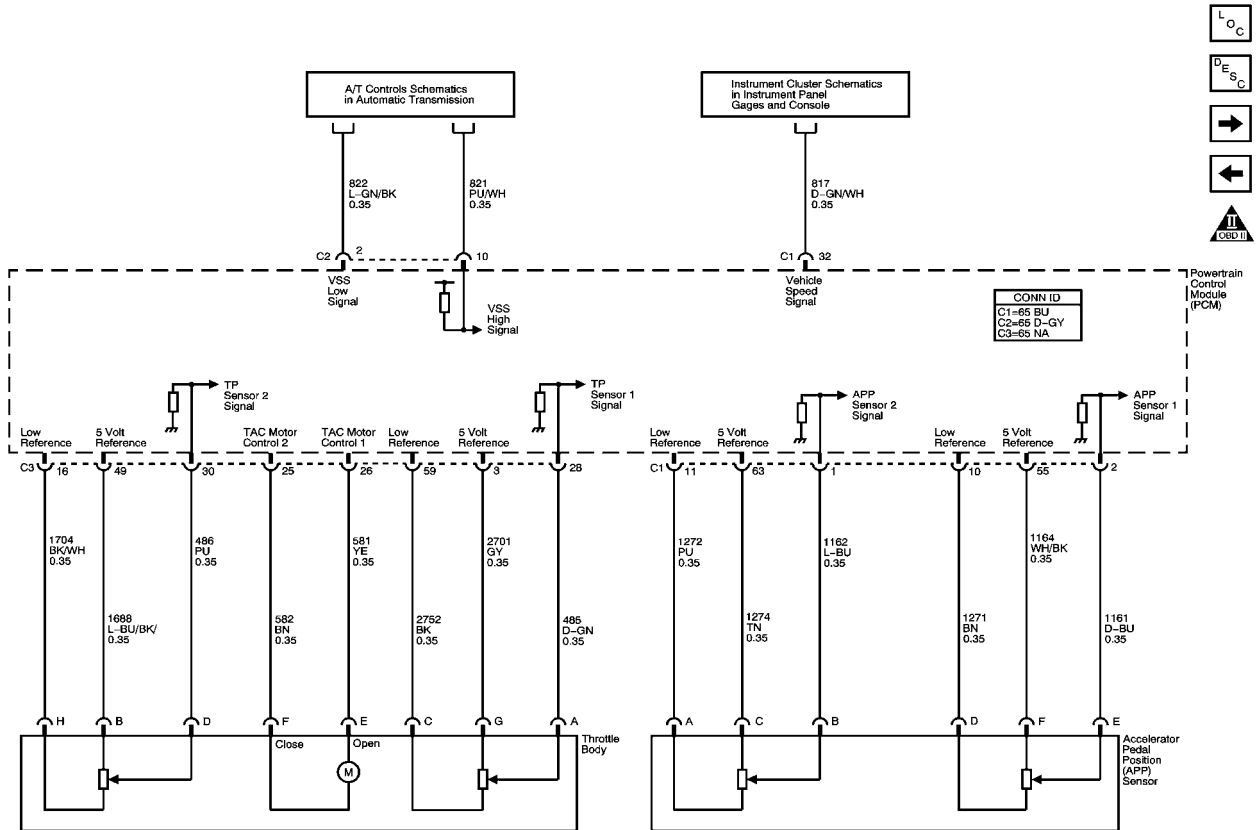 L
O
C
D
E
S
C
A/T Controls Schematics
in Automatic Transmission
Instrument Cluster Schematics
in Instrument Panel
Gages and Console
II
OBD II
822
L-GN/BK
0.35
821
PU/WH
0.35
817
D-GN/WH
0.35
C2
2
10
C1
32
VSS
Low
Signal
VSS
High
Signal
Vehicle
Speed
Signal
CONN ID
C1=65 BU
C2=65 D-GY
C3=65 NA
Powertrain
Control
Module
(PCM)
TP
Sensor 2
Signal
TP
Sensor 1
Signal
APP
Sensor 2
Signal
APP
Sensor 1
Signal
Low
Reference
5 Volt
Reference
TAC Motor
Control 2
TAC Motor
Control 1
Low
Reference
5 Volt
Reference
Low
Reference
5 Volt
Reference
Low
Reference
5 Volt
Reference
C3
16
49
30
25
26
59
3
28
C1
11
63
1
10
55
2
1704
BK/WH
0.35
486
PU
0.35
581
YE
0.35
2701
GY
0.35
1272
PU
0.35
1162
L-BU
0.35
1164
WH/BK
0.35
1688
L-BU/BK/
0.35
582
BN
0.35
2752
BK
0.35
485
D-GN
0.35
1274
TN
0.35
1271
BN
0.35
1161
D-BU
0.35
H
B
D
F
E
C
G
A
A
C
B
D
F
E
Close
Open
M
Throttle
Body
Accelerator
Pedal
Position
(APP)
Sensor